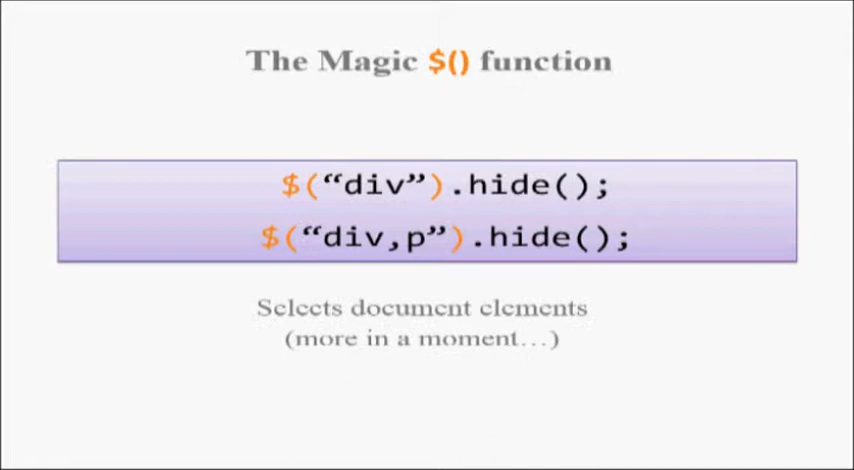 The Magic $() function
$(“div”).hide();
$(“div,p”).hide();
Selects document elements
(more in a moment…)